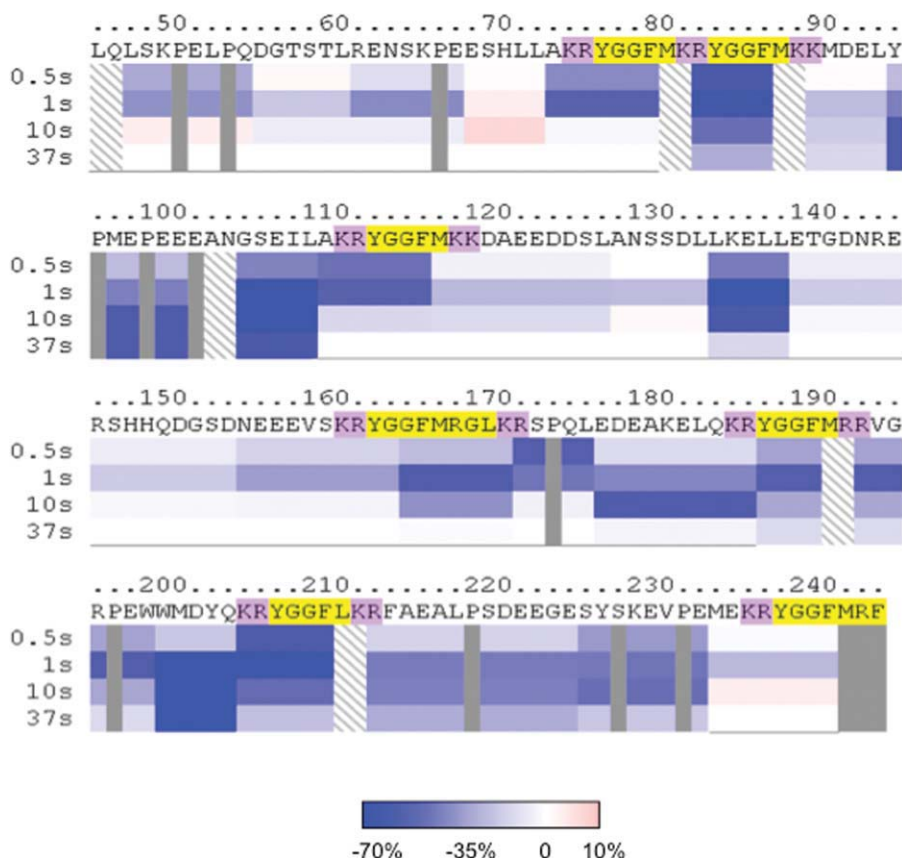 ....50........60........70........80........90....
LQLSKPELPQDGTSTLRENSKPEESHLLAKRYGGFMKRYGGFMKKMDELY
0.5s
1s
10s
37s
...100.......110.......120.......130.......140....
PMEPEEEANGSEILAKRYGGFMKKDAEEDDSLANSSDLLKELLETGDNRE
0.5s
1s
10s
37s
...150.......160.......170.......180.......190....
RSHHQDGSDNEEEVSKRYGGFMRGLKRSPQLEDEAKELQKRYGGFMRRVG
0.5s
1s
10s
37s
...200.......210.......220.......230.......240...
RPEWWMDYQKRYGGFLKRFAEALPSDEEGESYSKEVPEMEKRYGGFMRF
0.5s
1s
10s
37s
-70% -35% 0 10%